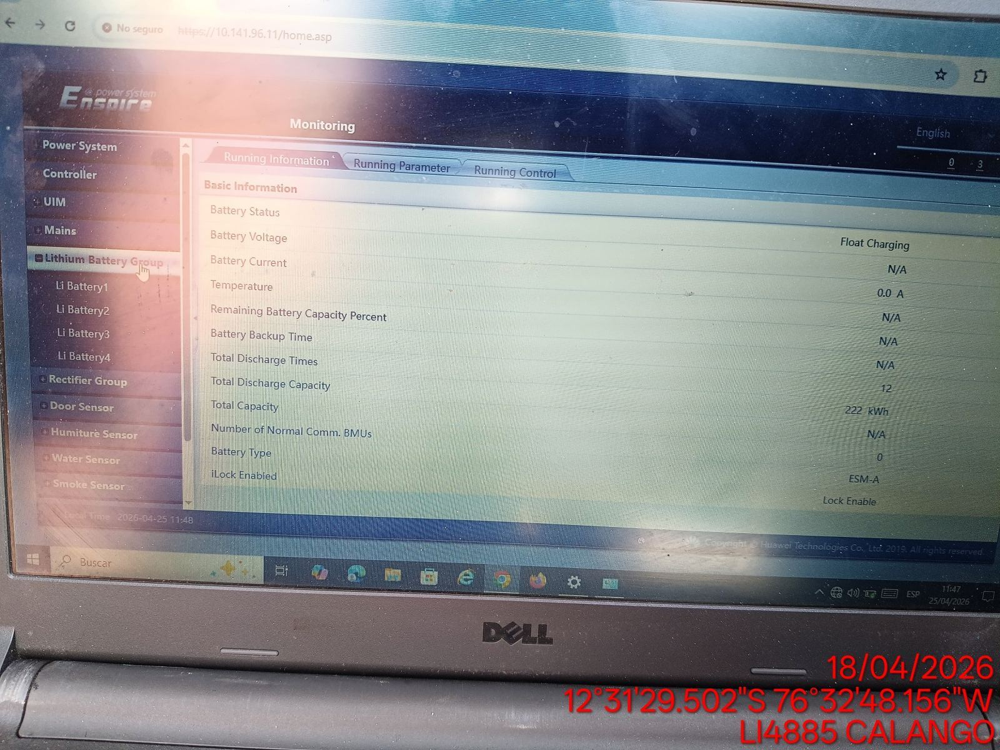 No seguro https://10.141.96.11/home.asp
Enspire
e power system
Monitoring
English
0 3
Power System
Controller
UIM
Mains
Lithium Battery Group
Li Battery1
Li Battery2
Li Battery3
Li Battery4
Rectifier Group
Door Sensor
Humiture Sensor
Water Sensor
Smoke Sensor
Running Information
Running Parameter
Running Control
Basic Information
Battery Status Float Charging
Battery Voltage N/A
Battery Current 0.0 A
Temperature N/A
Remaining Battery Capacity Percent N/A
Battery Backup Time N/A
Total Discharge Times 12
Total Discharge Capacity 222 kWh
Total Capacity N/A
Number of Normal Comm. BMUs 0
Battery Type ESM-A
iLock Enabled Lock Enable
Local Time 2026-04-25 11:48
Copyright © Huawei Technologies Co., Ltd. 2019. All rights reserved.
Buscar
ESP
11:47
25/04/2026
DELL
18/04/2026
12°31'29.502"S 76°32'48.156"W
LI4885 CALANGO